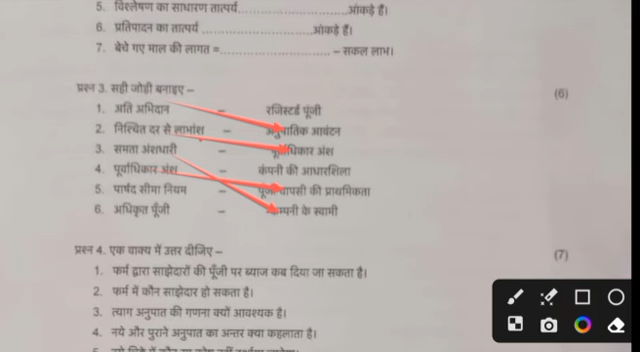 5. विश्लेषण का साधारण तात्पर्य..............................आंकड़े हैं।
6. प्रतिपादन का तात्पर्य ..............................आंकड़े हैं।
7. बेचे गए माल की लागत =.............................. – सकल लाभ।
प्रश्न 3. सही जोड़ी बनाइए – (6)
1. अति अभिदान – रजिस्टर्ड पूंजी
2. निश्चित दर से लाभांश – अनुपातिक आवंटन
3. समता अंशधारी – पूर्वाधिकार अंश
4. पूर्वाधिकार अंश – कंपनी की आधारशिला
5. पार्षद सीमा नियम – पूंजी वापसी की प्राथमिकता
6. अधिकृत पूँजी – कम्पनी के स्वामी
प्रश्न 4. एक वाक्य में उत्तर दीजिए – (7)
1. फर्म द्वारा साझेदारों की पूँजी पर ब्याज कब दिया जा सकता है।
2. फर्म में कौन साझेदार हो सकता है।
3. त्याग अनुपात की गणना क्यों आवश्यक है।
4. नये और पुराने अनुपात का अन्तर क्या कहलाता है।